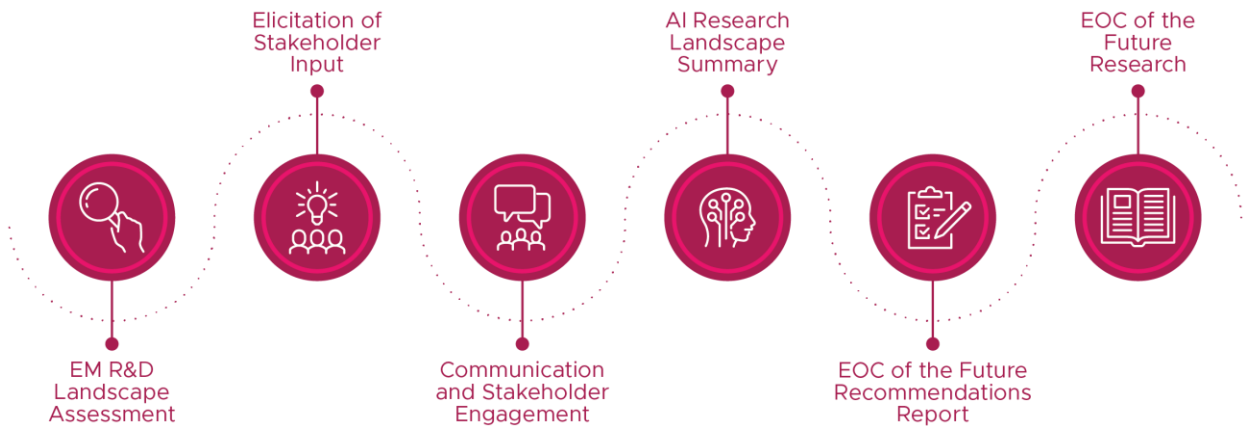 EM R&D
Landscape
Assessment
Elicitation of
Stakeholder
Input
Communication
and Stakeholder
Engagement
AI Research
Landscape
Summary
EOC of the Future
Recommendations
Report
EOC of the
Future
Research